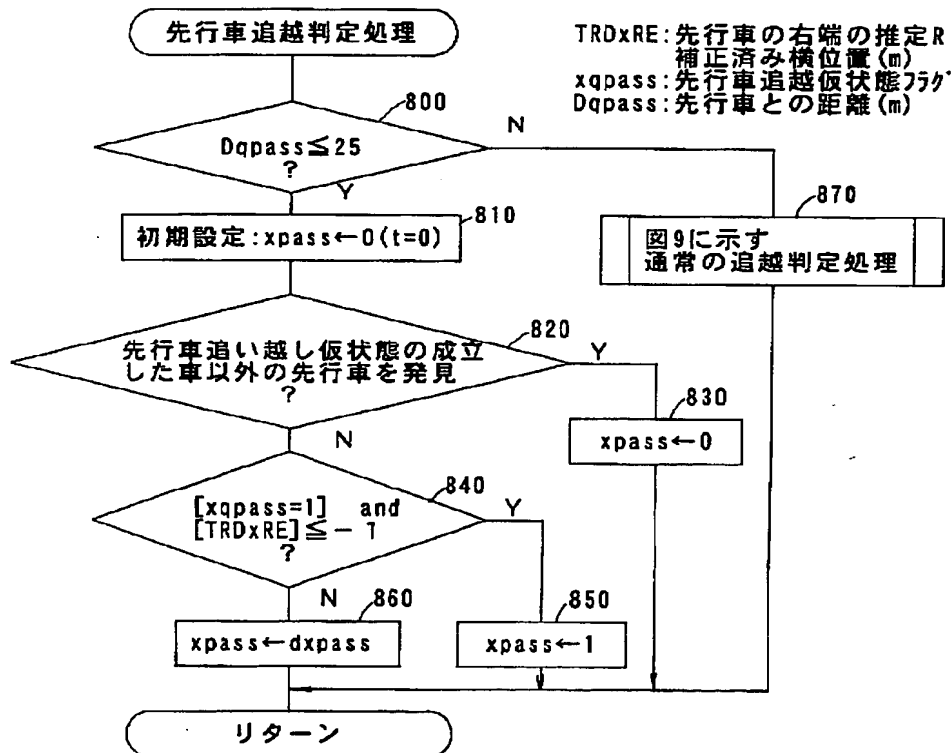 先行車追越判定処理
TRDxRE:先行車の右端の推定R
補正済み横位置(m)
xqpass:先行車追越仮状態フラグ
Dqpass:先行車との距離(m)
800
Dqpass≦25
?
N
Y
810
初期設定:xpass←0(t=0)
870
図9に示す
通常の追越判定処理
820
先行車追い越し仮状態の成立
した車以外の先行車を発見
?
Y
N
830
xpass←0
840
[xqpass=1] and
[TRDxRE]≦-1
?
Y
N
860
xpass←dxpass
850
xpass←1
リターン